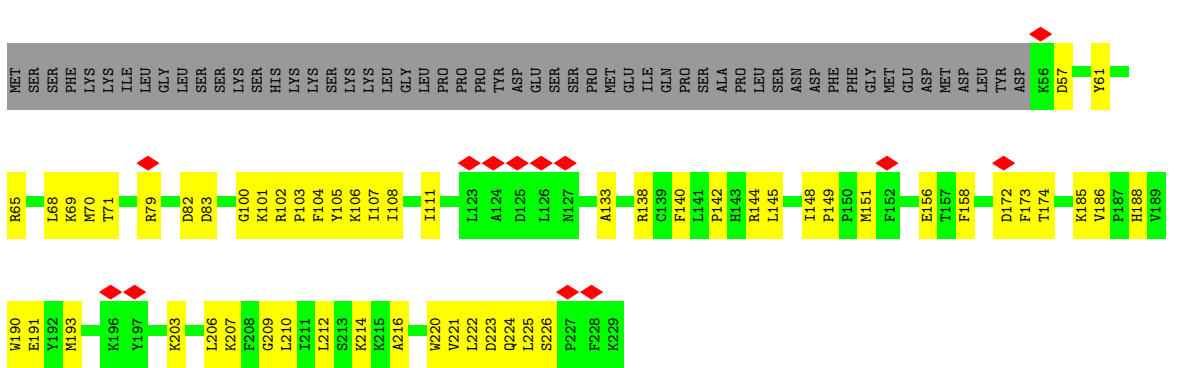 MET SER SER PHE LYS LYS ILE LEU GLY LEU SER SER LYS SER HIS LYS LYS SER LYS LYS LEU GLY LEU PRO PRO PRO TYR ASP GLU SER SER PRO MET GLU ILE GLN PRO SER ALA PRO LEU SER ASN ASP PHE PHE GLY MET GLU ASP MET ASP LEU TYR ASP K56 D57 Y61
R65 L68 K69 M70 T71 R79 D82 D83 G100 K101 R102 P103 F104 Y105 K106 I107 I108 I111 L123 A124 D125 L126 N127 A133 R138 C139 F140 L141 P142 H143 R144 L145 I148 P149 P150 M151 F152 E156 T157 F158 D172 F173 T174 K185 V186 P187 H188 V189
W190 E191 Y192 M193 K196 Y197 K203 L206 K207 F208 G209 L210 I211 L212 S213 K214 K215 A216 W220 V221 L222 D223 Q224 L225 S226 P227 F228 K229